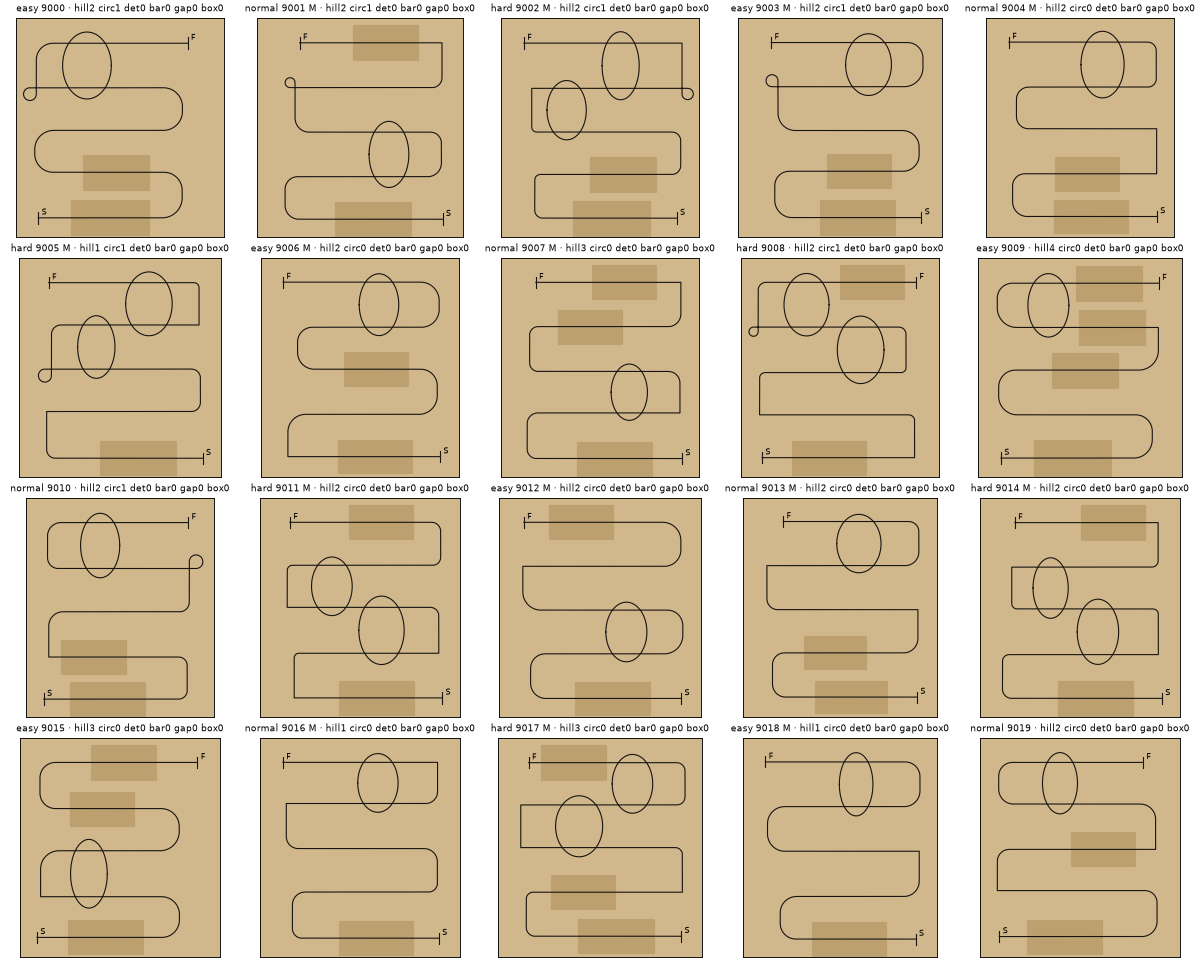 easy 9000 · hill2 circ1 det0 bar0 gap0 box0
normal 9001 M · hill2 circ1 det0 bar0 gap0 box0
hard 9002 M · hill2 circ1 det0 bar0 gap0 box0
easy 9003 M · hill2 circ1 det0 bar0 gap0 box0
normal 9004 M · hill2 circ0 det0 bar0 gap0 box0
F
F
F
F
F
S
S
S
S
S
hard 9005 M · hill1 circ1 det0 bar0 gap0 box0
easy 9006 M · hill2 circ0 det0 bar0 gap0 box0
normal 9007 M · hill3 circ0 det0 bar0 gap0 box0
hard 9008 · hill2 circ1 det0 bar0 gap0 box0
easy 9009 · hill4 circ0 det0 bar0 gap0 box0
F
F
F
F
F
S
S
S
S
S
normal 9010 · hill2 circ1 det0 bar0 gap0 box0
hard 9011 M · hill2 circ0 det0 bar0 gap0 box0
easy 9012 M · hill2 circ0 det0 bar0 gap0 box0
normal 9013 M · hill2 circ0 det0 bar0 gap0 box0
hard 9014 M · hill2 circ0 det0 bar0 gap0 box0
F
F
F
F
F
S
S
S
S
S
easy 9015 · hill3 circ0 det0 bar0 gap0 box0
normal 9016 M · hill1 circ0 det0 bar0 gap0 box0
hard 9017 M · hill3 circ0 det0 bar0 gap0 box0
easy 9018 M · hill1 circ0 det0 bar0 gap0 box0
normal 9019 · hill2 circ0 det0 bar0 gap0 box0
F
F
F
F
F
S
S
S
S
S